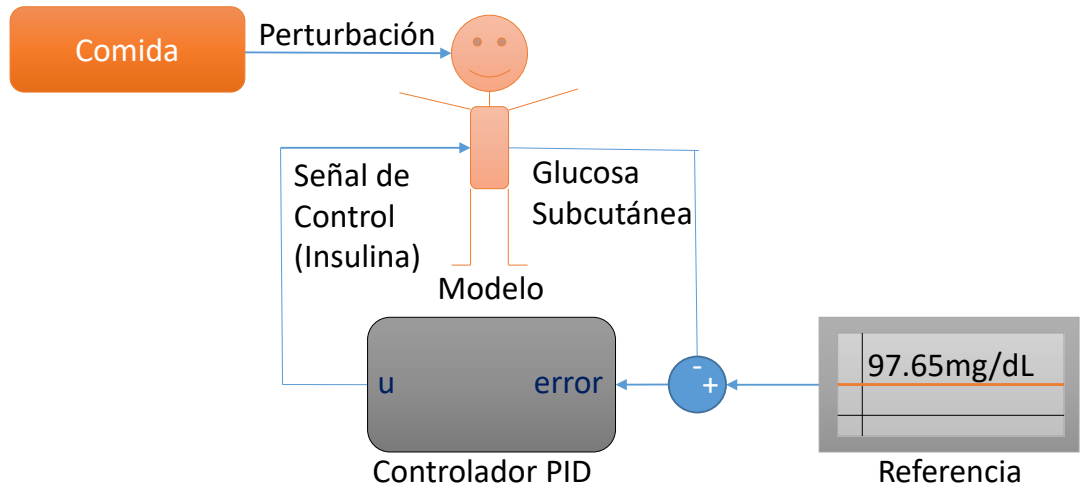 Comida
Perturbación
Señal de
Control
(Insulina)
Glucosa
Subcutánea
Modelo
u
error
-
+
97.65mg/dL
Controlador PID
Referencia